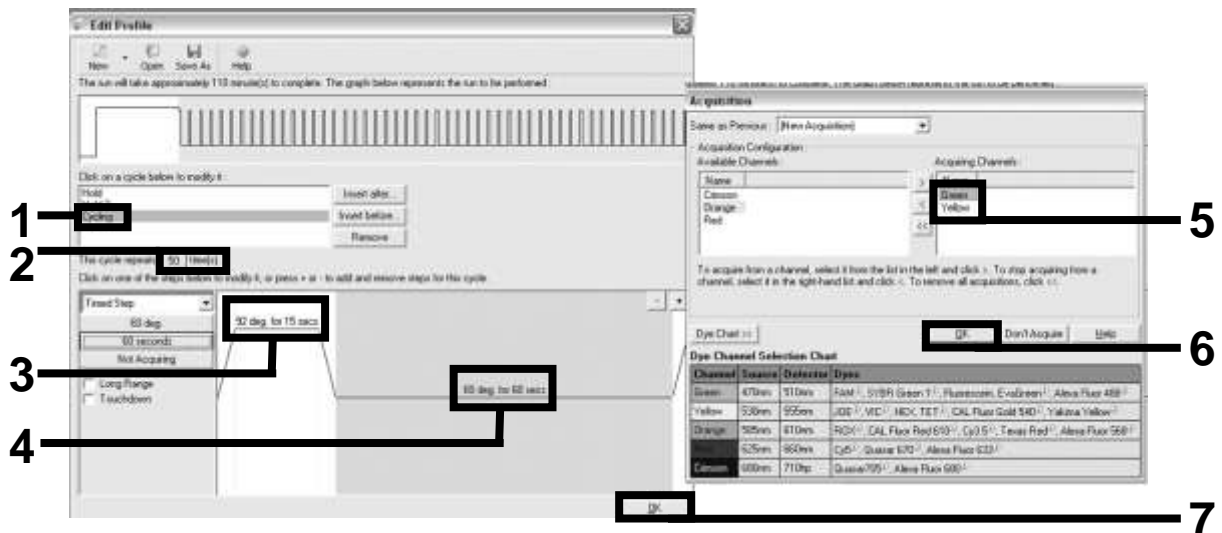 Edit Profile
New Open Save As Help
The run will take approximately 110 minute(s) to complete. The graph below represents the run to be performed
Click on a cycle below to modify it :
Hold
1
Cycling
Insert after...
Insert before...
Remove
2
This cycle repeats 50 time(s)
Click on one of the steps below to modify it, or press + or - to add and remove steps for this cycle
Timed Step
60 deg.
60 seconds
Not Acquiring
Long Range
Touchdown
- +
92 deg. for 15 secs
3
60 deg. for 60 secs
4
OK
7
Acquisition
Same as Previous : (New Acquisition)
Acquisition Configuration :
Available Channels :
Name
Crimson
Orange
Red
>
<
<<
Acquiring Channels :
Name
Green
Yellow
5
To acquire from a channel, select it from the list in the left and click >. To stop acquiring from a
channel, select it in the right-hand list and click <. To remove all acquisitions, click <<.
Dye Chart >>
OK
Don't Acquire
Help
6
Dye Channel Selection Chart
Channel Source Detector Dyes
Green 470nm 510nm FAM, SYBR Green 1, Fluorescein, EvaGreen, Alexa Fluor 488
Yellow 530nm 555nm JOE, VIC, HEX, TET, CAL Fluor Gold 540, Yakima Yellow
Orange 585nm 610nm ROX, CAL Fluor Red 610, Cy3.5, Texas Red, Alexa Fluor 568
625nm 660nm Cy5, Quasar 670, Alexa Fluor 633
Crimson 680nm 710hp Quasar705, Alexa Fluor 680